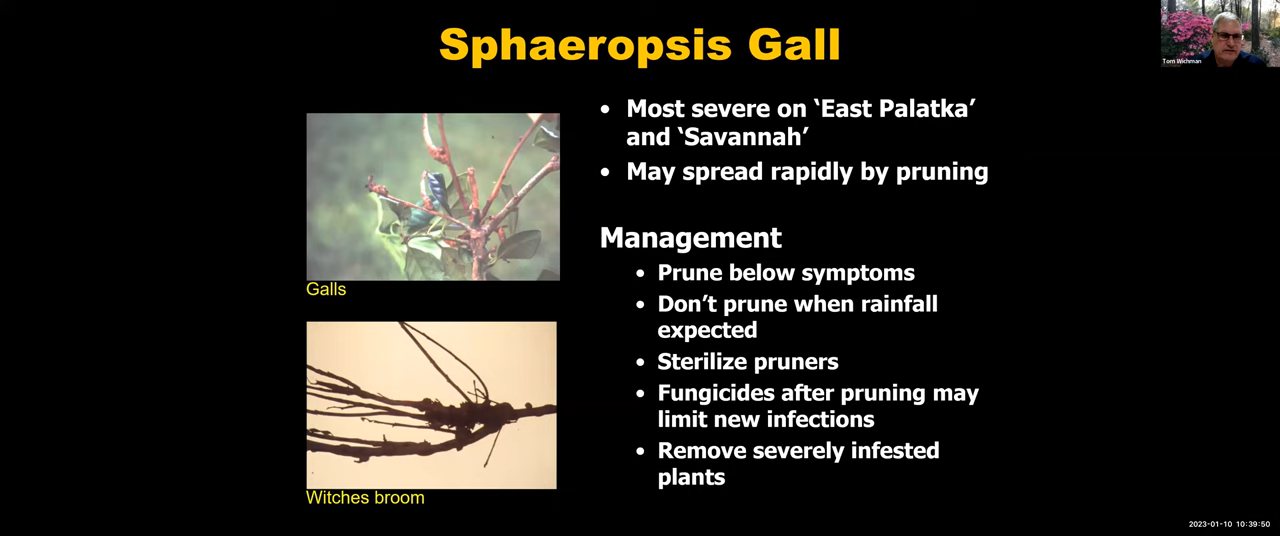 Sphaeropsis Gall
Tom Wichman
• Most severe on ‘East Palatka’
and ‘Savannah’
• May spread rapidly by pruning
Galls
Management
• Prune below symptoms
• Don’t prune when rainfall
expected
• Sterilize pruners
• Fungicides after pruning may
limit new infections
• Remove severely infested
plants
Witches broom
2023-01-10 10:39:50